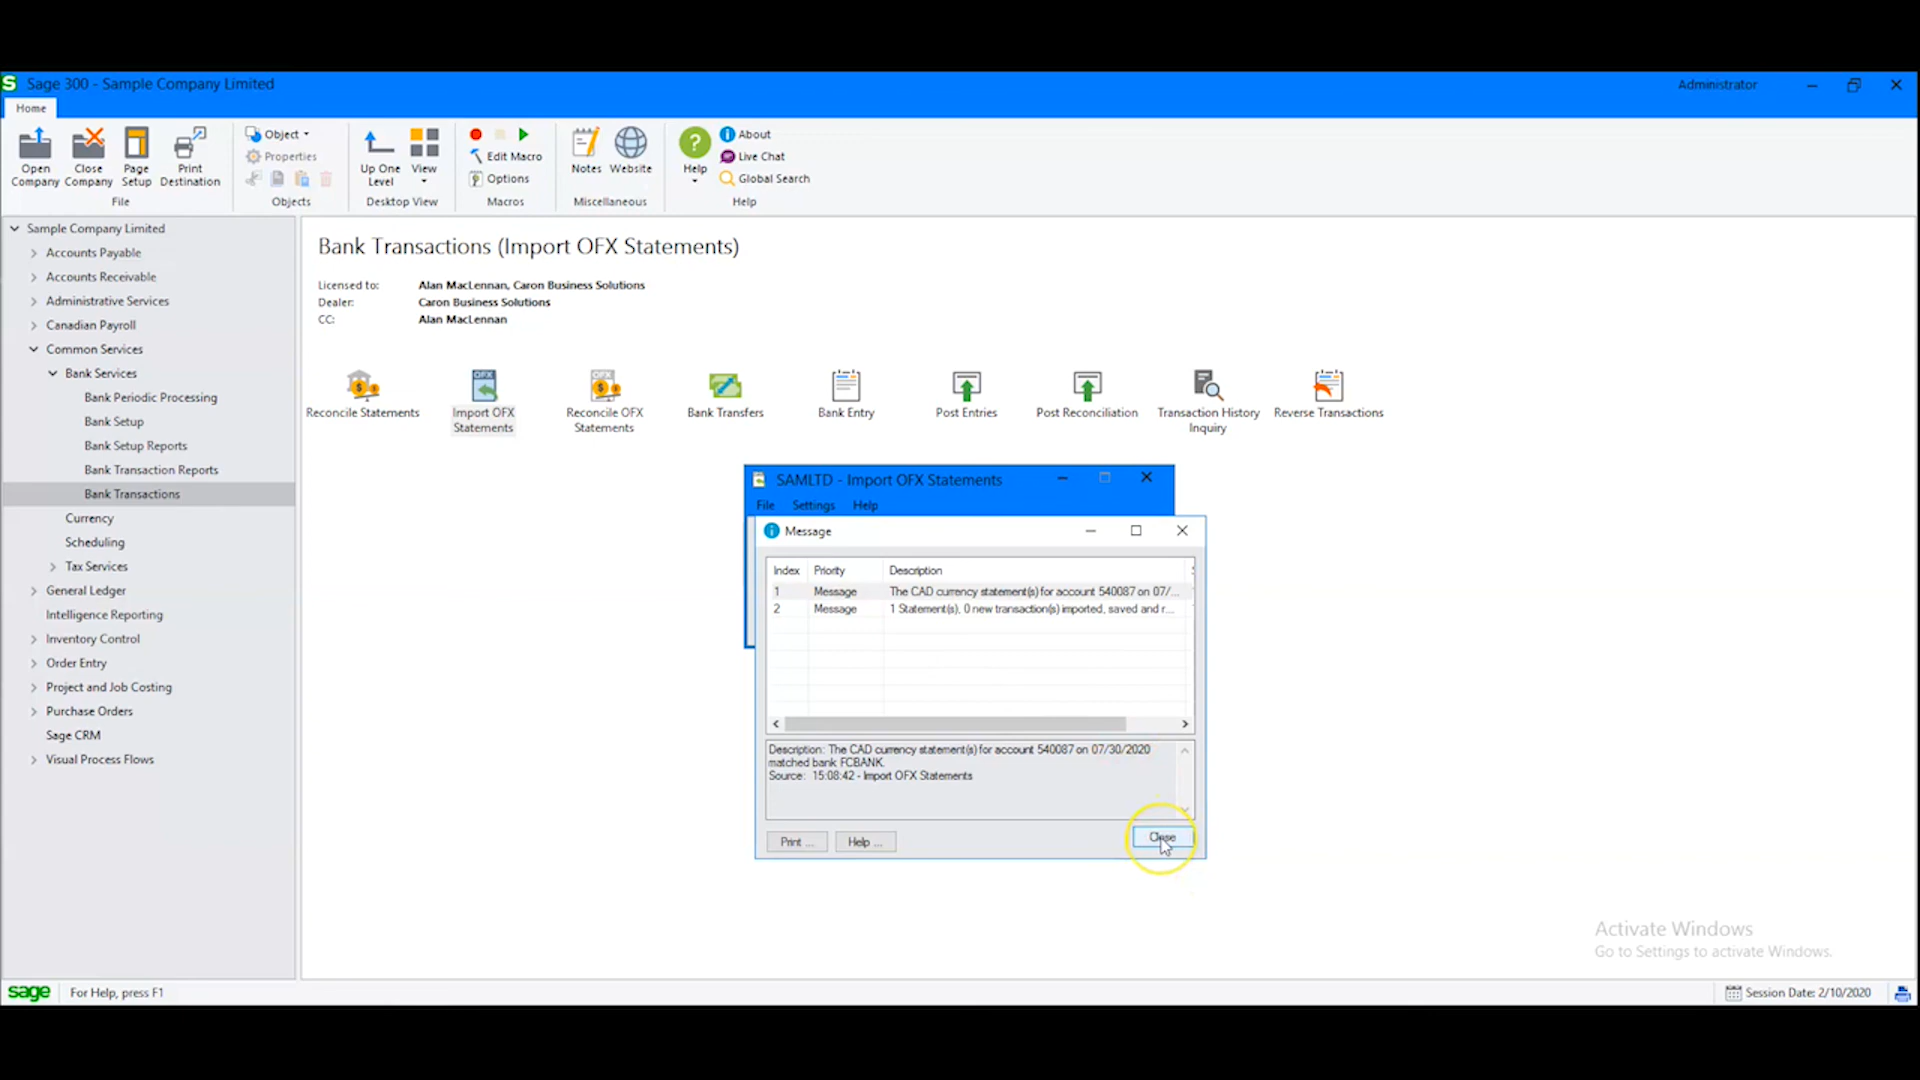 Sage 300 - Sample Company Limited
Administrator
Home
Open Company
Close Company
Page Setup
Print Destination
File
Object
Properties
Objects
Up One Level
View
Desktop View
Edit Macro
Options
Macros
Notes
Website
Miscellaneous
Help
About
Live Chat
Global Search
Help
Sample Company Limited
Accounts Payable
Accounts Receivable
Administrative Services
Canadian Payroll
Common Services
Bank Services
Bank Periodic Processing
Bank Setup
Bank Setup Reports
Bank Transaction Reports
Bank Transactions
Currency
Scheduling
Tax Services
General Ledger
Intelligence Reporting
Inventory Control
Order Entry
Project and Job Costing
Purchase Orders
Sage CRM
Visual Process Flows
Bank Transactions (Import OFX Statements)
Licensed to: Alan MacLennan, Caron Business Solutions
Dealer: Caron Business Solutions
CC: Alan MacLennan
Reconcile Statements
OFX
Import OFX Statements
OFX
Reconcile OFX Statements
Bank Transfers
Bank Entry
Post Entries
Post Reconciliation
Transaction History Inquiry
Reverse Transactions
SAMLTD - Import OFX Statements
File Settings Help
Message
Index Priority Description
1 Message The CAD currency statement(s) for account 540087 on 07/...
2 Message 1 Statement(s), 0 new transaction(s) imported, saved and r...
Description: The CAD currency statement(s) for account 540087 on 07/30/2020
matched bank FCBANK.
Source: 15:08:42 - Import OFX Statements
Print ...
Help ...
Close
Activate Windows
Go to Settings to activate Windows.
sage
For Help, press F1
Session Date: 2/10/2020